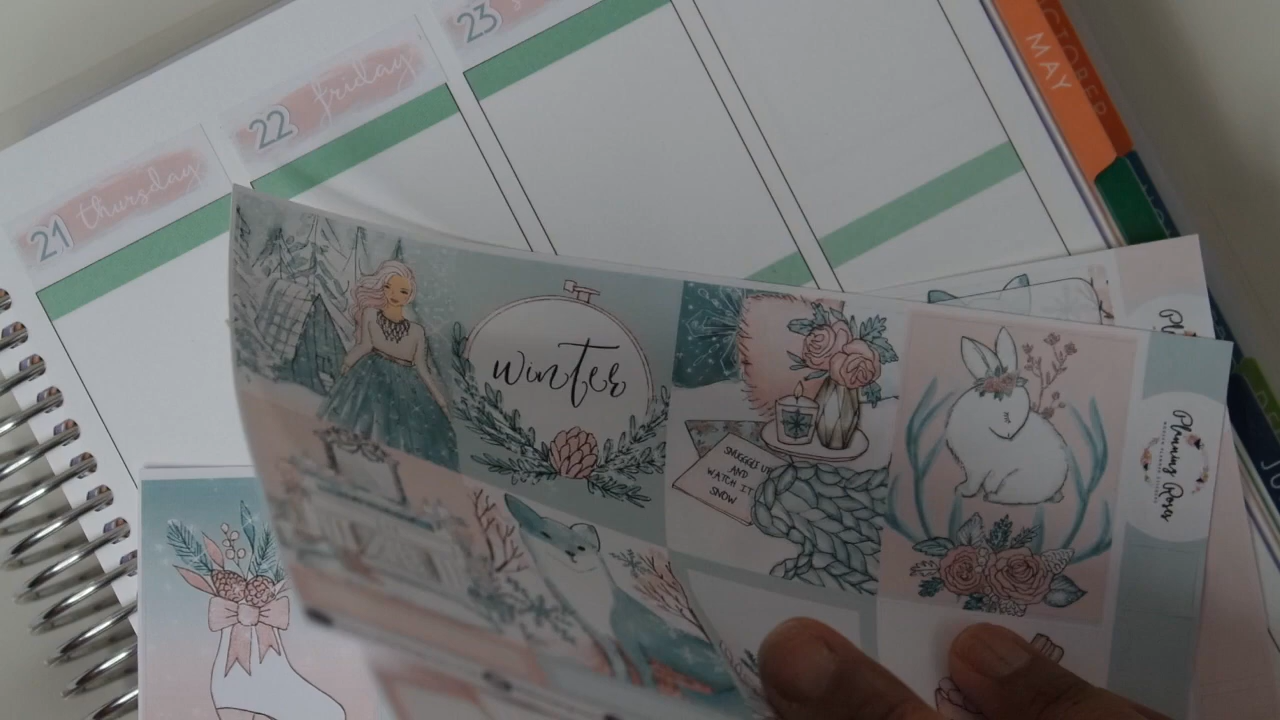 23
22 friday
21 thursday
OCTOBER
MAY
winter
SNUGGLE UP
AND
WATCH IT
SNOW
Planning Roses